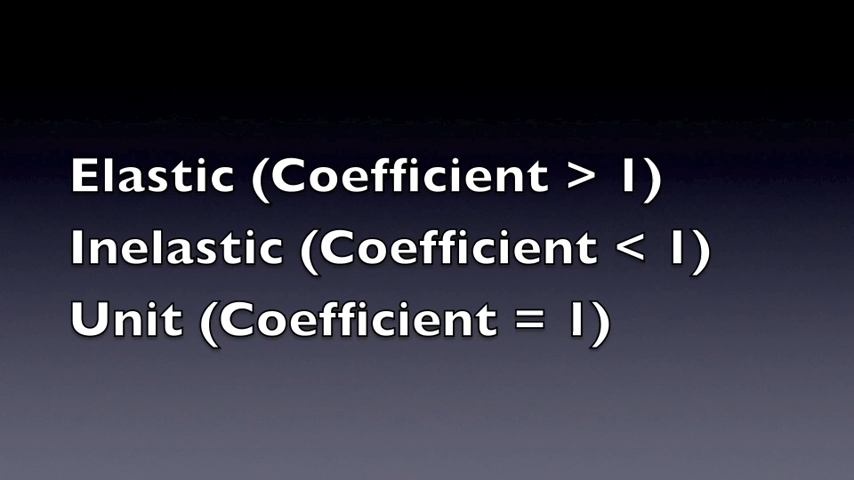 Elastic (Coefficient > 1)
Inelastic (Coefficient < 1)
Unit (Coefficient = 1)